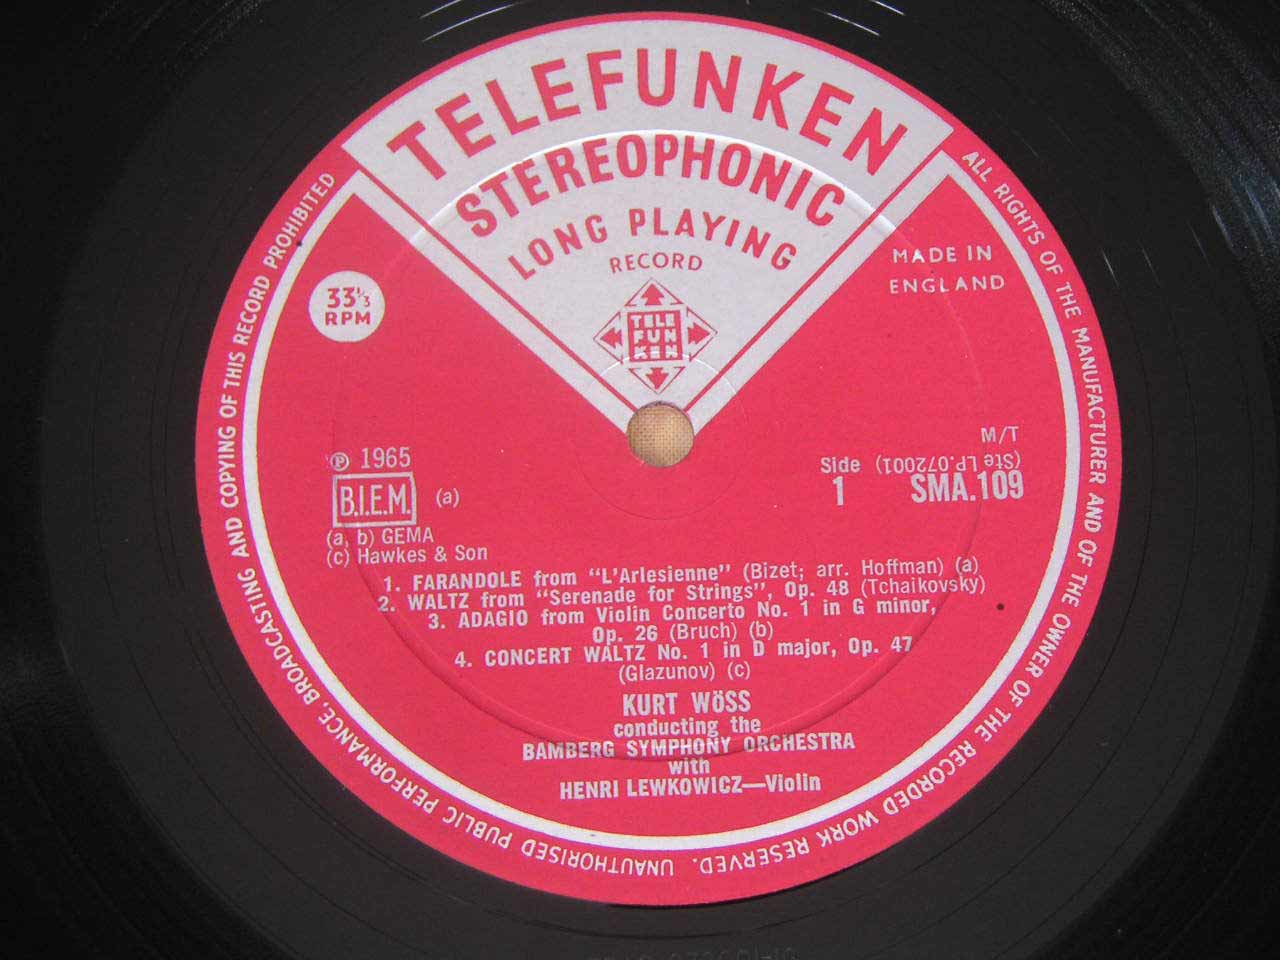 TELEFUNKEN
STEREOPHONIC
LONG PLAYING
RECORD
TELE
FUN
KEN
33⅓
RPM
MADE IN
ENGLAND
M/T
(Ste LP.072001)
Side
1
SMA.109
Ⓟ 1965
B.I.E.M. (a)
(a, b) GEMA
(c) Hawkes & Son
1. FARANDOLE from "L'Arlesienne" (Bizet; arr. Hoffman) (a)
2. WALTZ from "Serenade for Strings", Op. 48 (Tchaikovsky)
3. ADAGIO from Violin Concerto No. 1 in G minor,
Op. 26 (Bruch) (b)
4. CONCERT WALTZ No. 1 in D major, Op. 47
(Glazunov) (c)
KURT WÖSS
conducting the
BAMBERG SYMPHONY ORCHESTRA
with
HENRI LEWKOWICZ—Violin
ALL RIGHTS OF THE MANUFACTURER AND OF THE OWNER OF THE RECORDED WORK RESERVED. UNAUTHORISED PUBLIC PERFORMANCE, BROADCASTING AND COPYING OF THIS RECORD PROHIBITED